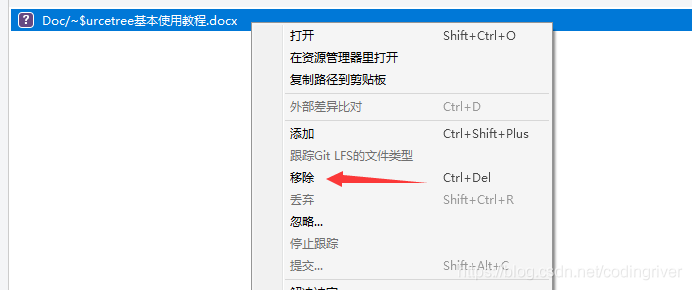 ? Doc/~$urcetree基本使用教程.docx
打开 Shift+Ctrl+O
在资源管理器里打开
复制路径到剪贴板
外部差异比对 Ctrl+D
添加 Ctrl+Shift+Plus
跟踪Git LFS的文件类型
移除 Ctrl+Del
丢弃 Shift+Ctrl+R
忽略...
停止跟踪
提交... Shift+Alt+C
https://blog.csdn.net/codingriver